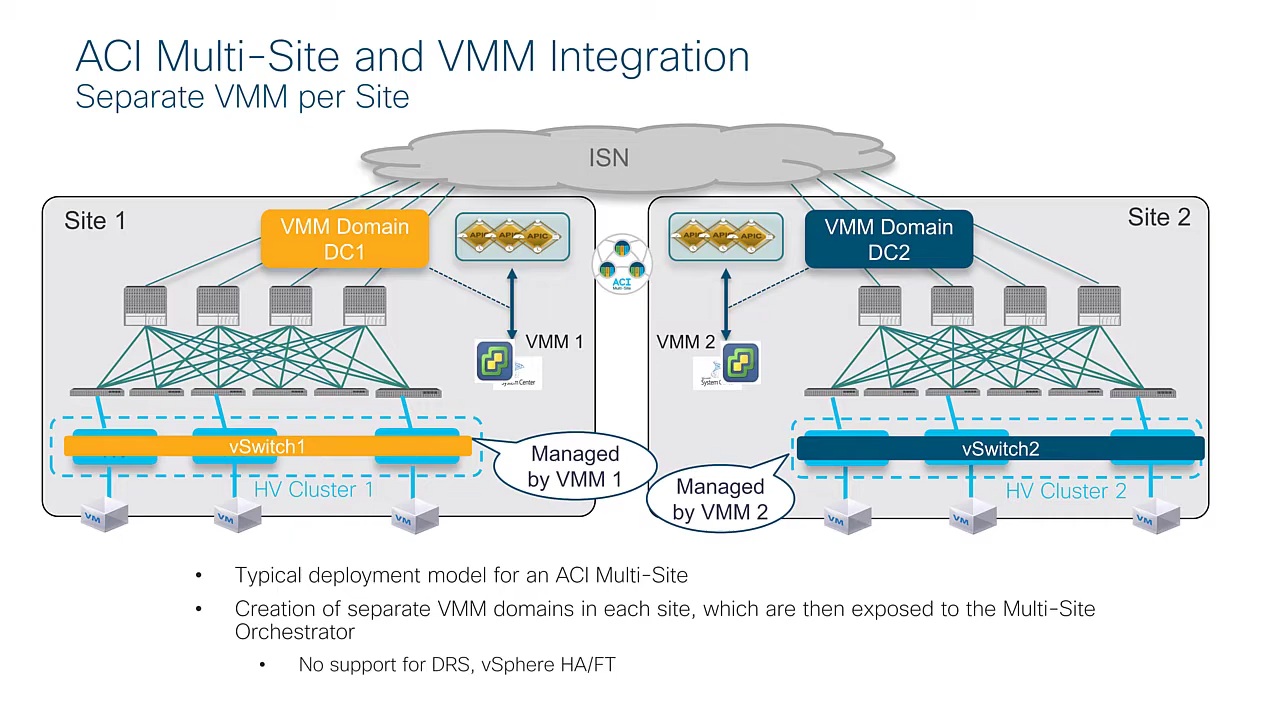 ACI Multi-Site and VMM Integration
Separate VMM per Site
ISN
Site 1
VMM Domain
DC1
APIC APIC APIC
APIC APIC APIC
VMM Domain
DC2
Site 2
ACI
Multi-Site
VMM 1
System Center
VMM 2
System C
vSwitch1
HV Cluster 1
Managed
by VMM 1
Managed
by VMM 2
vSwitch2
HV Cluster 2
VM
VM
VM
VM
VM
VM
• Typical deployment model for an ACI Multi-Site
• Creation of separate VMM domains in each site, which are then exposed to the Multi-Site
Orchestrator
• No support for DRS, vSphere HA/FT